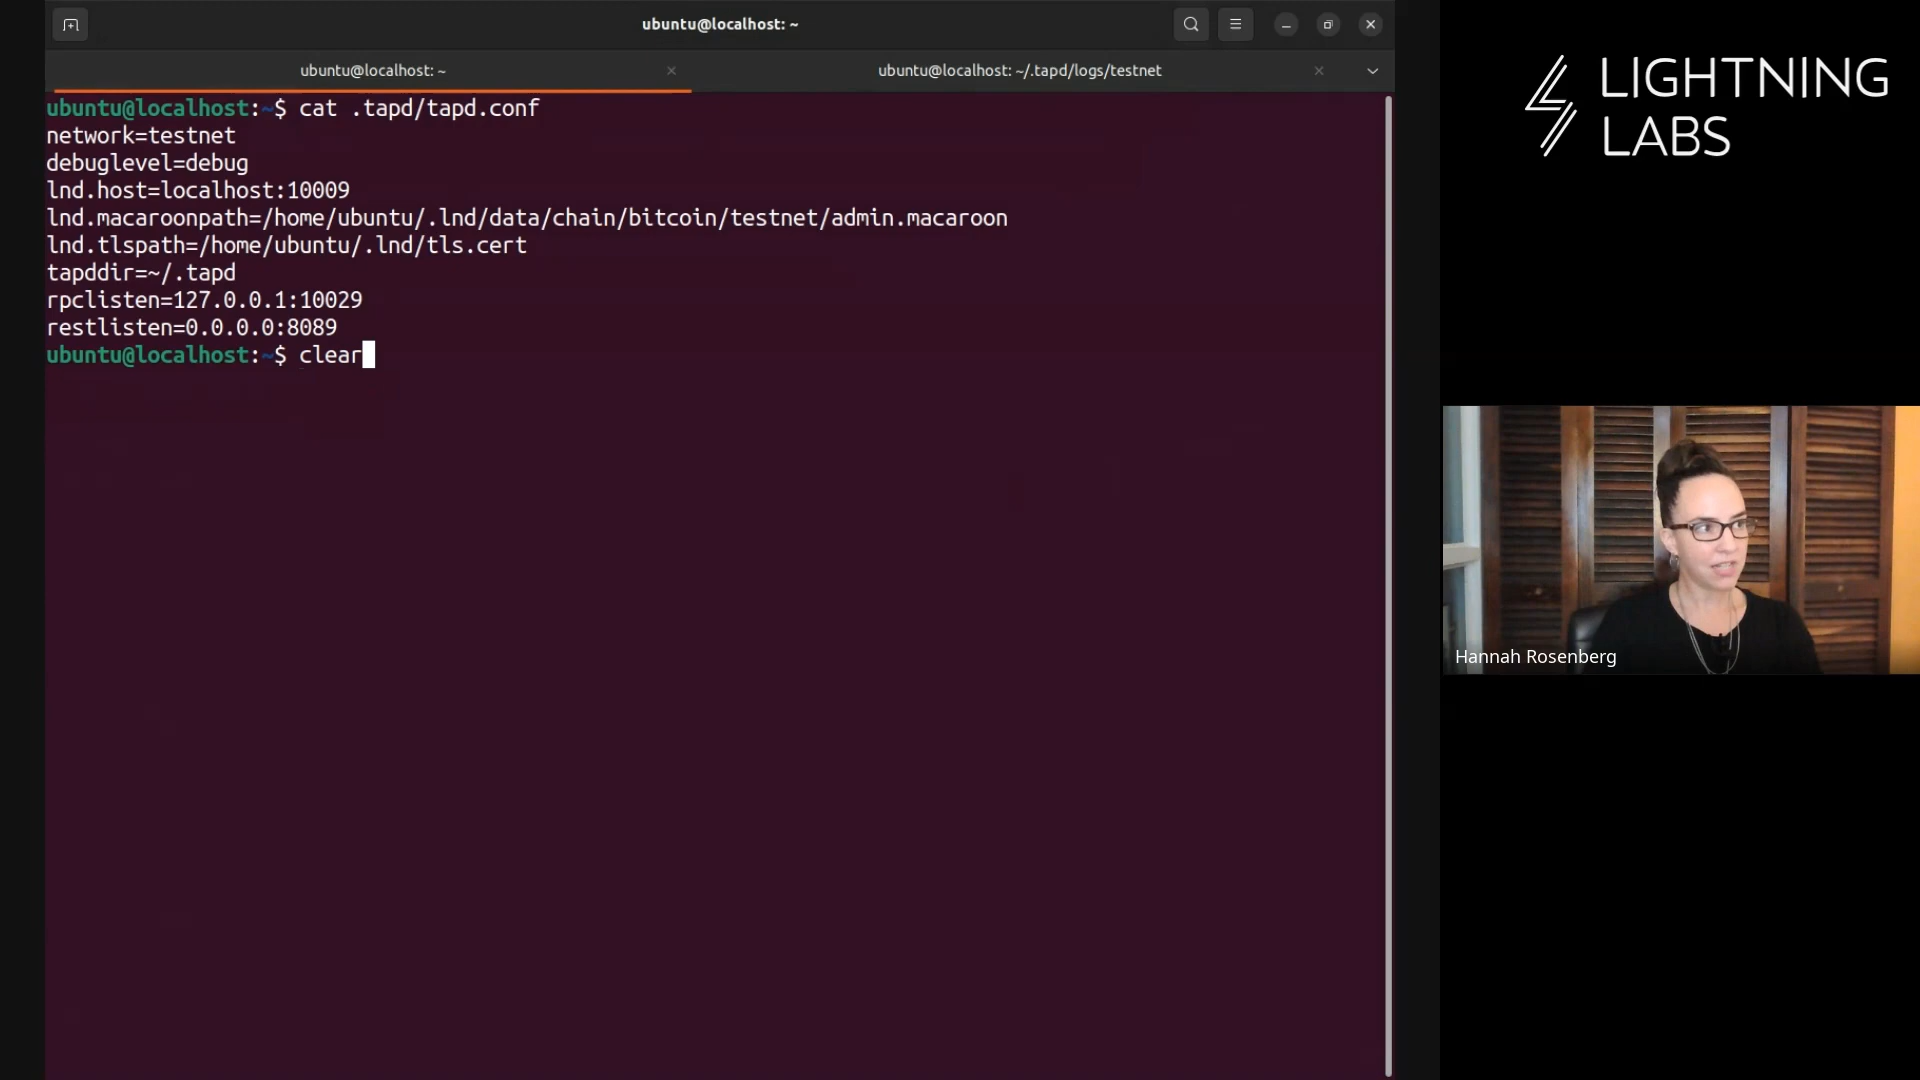 ubuntu@localhost: ~
ubuntu@localhost: ~
ubuntu@localhost: ~/.tapd/logs/testnet
ubuntu@localhost:~$ cat .tapd/tapd.conf
network=testnet
debuglevel=debug
lnd.host=localhost:10009
lnd.macaroonpath=/home/ubuntu/.lnd/data/chain/bitcoin/testnet/admin.macaroon
lnd.tlspath=/home/ubuntu/.lnd/tls.cert
tapddir=~/.tapd
rpclisten=127.0.0.1:10029
restlisten=0.0.0.0:8089
ubuntu@localhost:~$ clear
LIGHTNING
LABS
Hannah Rosenberg